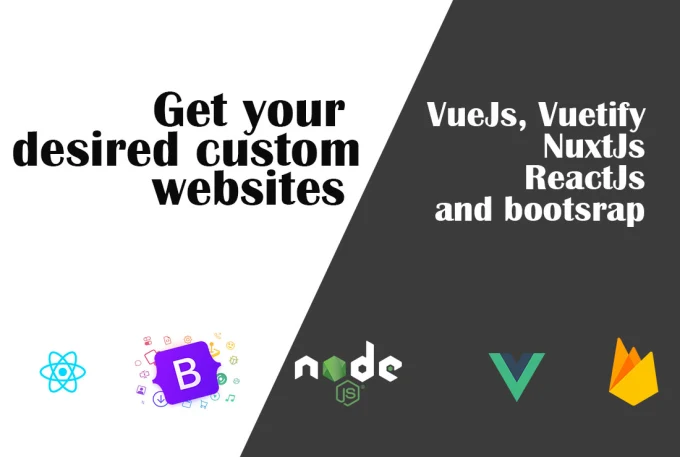 Get your
desired custom
websites
VueJs, Vuetify
NuxtJs
ReactJs
and bootsrap
B
node
JS